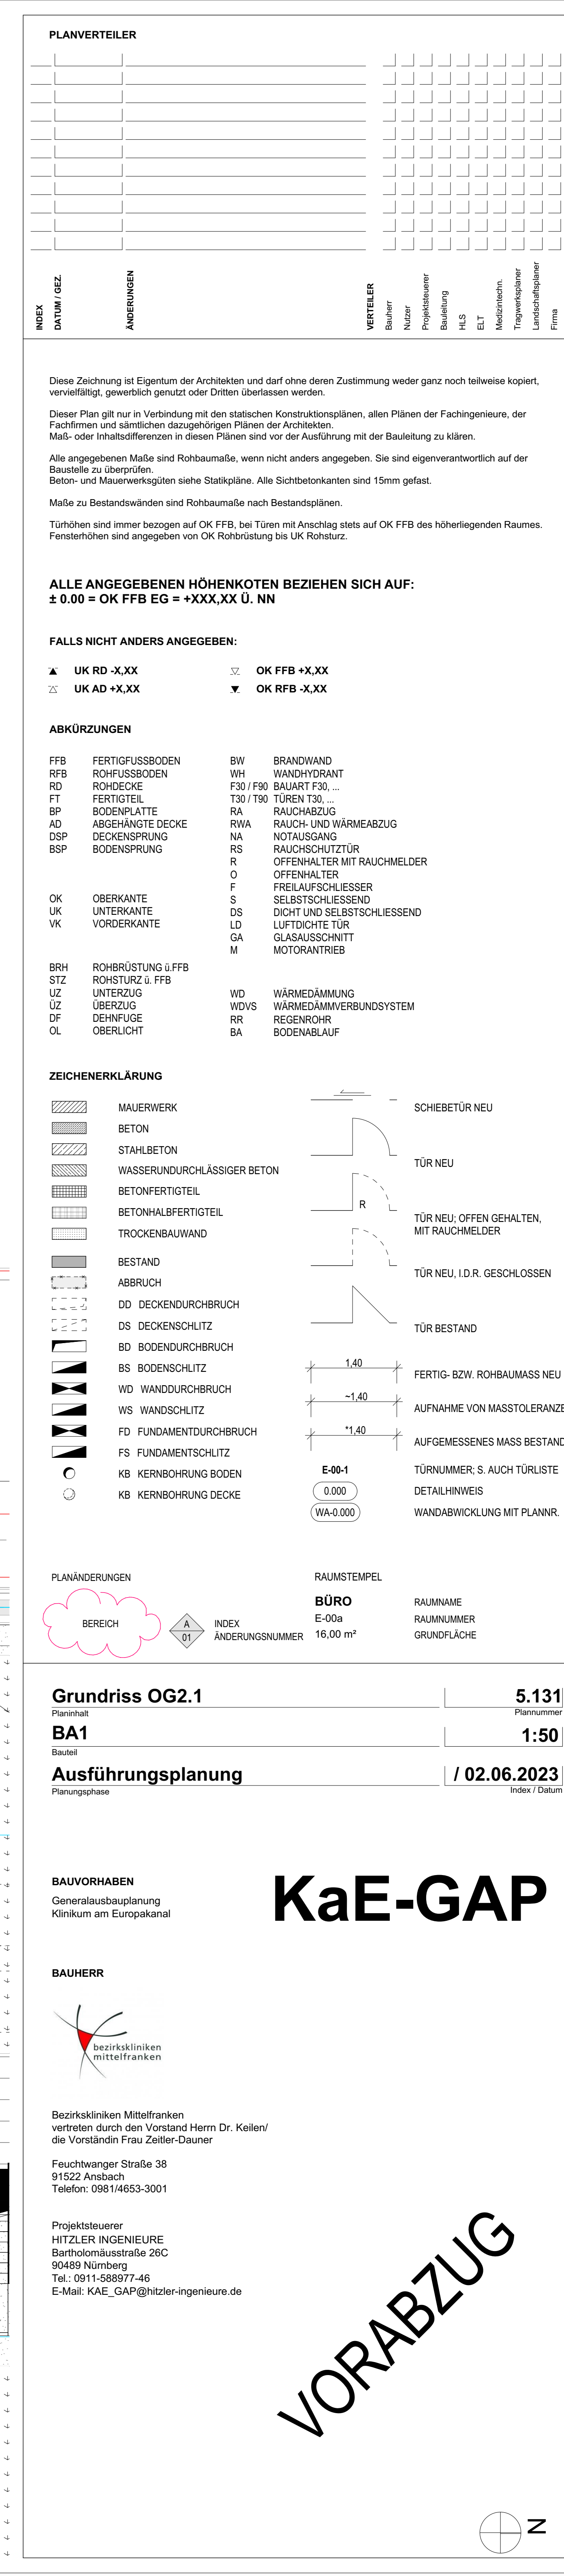 PLANVERTEILER
INDEX
DATUM / GEZ.
ÄNDERUNGEN
VERTEILER
Bauherr
Nutzer
Projektsteuerer
Bauleitung
HLS
ELT
Medizintechn.
Tragwerksplaner
Landschaftsplaner
Firma
Diese Zeichnung ist Eigentum der Architekten und darf ohne deren Zustimmung weder ganz noch teilweise kopiert,
vervielfältigt, gewerblich genutzt oder Dritten überlassen werden.
Dieser Plan gilt nur in Verbindung mit den statischen Konstruktionsplänen, allen Plänen der Fachingenieure, der
Fachfirmen und sämtlichen dazugehörigen Plänen der Architekten.
Maß- oder Inhaltsdifferenzen in diesen Plänen sind vor der Ausführung mit der Bauleitung zu klären.
Alle angegebenen Maße sind Rohbaumaße, wenn nicht anders angegeben. Sie sind eigenverantwortlich auf der
Baustelle zu überprüfen.
Beton- und Mauerwerksgüten siehe Statikpläne. Alle Sichtbetonkanten sind 15mm gefast.
Maße zu Bestandswänden sind Rohbaumaße nach Bestandsplänen.
Türhöhen sind immer bezogen auf OK FFB, bei Türen mit Anschlag stets auf OK FFB des höherliegenden Raumes.
Fensterhöhen sind angegeben von OK Rohbrüstung bis UK Rohsturz.
ALLE ANGEGEBENEN HÖHENKOTEN BEZIEHEN SICH AUF:
± 0.00 = OK FFB EG = +XXX,XX Ü. NN
FALLS NICHT ANDERS ANGEGEBEN:
UK RD -X,XX
OK FFB +X,XX
UK AD +X,XX
OK RFB -X,XX
ABKÜRZUNGEN
FFB FERTIGFUSSBODEN
RFB ROHFUSSBODEN
RD ROHDECKE
FT FERTIGTEIL
BP BODENPLATTE
AD ABGEHÄNGTE DECKE
DSP DECKENSPRUNG
BSP BODENSPRUNG
OK OBERKANTE
UK UNTERKANTE
VK VORDERKANTE
BRH ROHBRÜSTUNG ü.FFB
STZ ROHSTURZ ü. FFB
UZ UNTERZUG
ÜZ ÜBERZUG
DF DEHNFUGE
OL OBERLICHT
BW BRANDWAND
WH WANDHYDRANT
F30 / F90 BAUART F30, ...
T30 / T90 TÜREN T30, ...
RA RAUCHABZUG
RWA RAUCH- UND WÄRMEABZUG
NA NOTAUSGANG
RS RAUCHSCHUTZTÜR
R OFFENHALTER MIT RAUCHMELDER
O OFFENHALTER
F FREILAUFSCHLIESSER
S SELBSTSCHLIESSEND
DS DICHT UND SELBSTSCHLIESSEND
LD LUFTDICHTE TÜR
GA GLASAUSSCHNITT
M MOTORANTRIEB
WD WÄRMEDÄMMUNG
WDVS WÄRMEDÄMMVERBUNDSYSTEM
RR REGENROHR
BA BODENABLAUF
ZEICHENERKLÄRUNG
MAUERWERK
BETON
STAHLBETON
WASSERUNDURCHLÄSSIGER BETON
BETONFERTIGTEIL
BETONHALBFERTIGTEIL
TROCKENBAUWAND
BESTAND
ABBRUCH
DD DECKENDURCHBRUCH
DS DECKENSCHLITZ
BD BODENDURCHBRUCH
BS BODENSCHLITZ
WD WANDDURCHBRUCH
WS WANDSCHLITZ
FD FUNDAMENTDURCHBRUCH
FS FUNDAMENTSCHLITZ
KB KERNBOHRUNG BODEN
KB KERNBOHRUNG DECKE
SCHIEBETÜR NEU
TÜR NEU
R
TÜR NEU; OFFEN GEHALTEN,
MIT RAUCHMELDER
TÜR NEU, I.D.R. GESCHLOSSEN
TÜR BESTAND
1,40 FERTIG- BZW. ROHBAUMASS NEU
~1,40 AUFNAHME VON MASSTOLERANZE
*1,40 AUFGEMESSENES MASS BESTAND
E-00-1 TÜRNUMMER; S. AUCH TÜRLISTE
0.000 DETAILHINWEIS
WA-0.000 WANDABWICKLUNG MIT PLANNR.
PLANÄNDERUNGEN
BEREICH
A
01
INDEX
ÄNDERUNGSNUMMER
RAUMSTEMPEL
BÜRO RAUMNAME
E-00a RAUMNUMMER
16,00 m² GRUNDFLÄCHE
Grundriss OG2.1 5.131
Planinhalt Plannummer
BA1 1:50
Bauteil
Ausführungsplanung / 02.06.2023
Planungsphase Index / Datum
BAUVORHABEN
Generalausbauplanung
Klinikum am Europakanal
KaE-GAP
BAUHERR
bezirkskliniken
mittelfranken
Bezirkskliniken Mittelfranken
vertreten durch den Vorstand Herrn Dr. Keilen/
die Vorständin Frau Zeitler-Dauner
Feuchtwanger Straße 38
91522 Ansbach
Telefon: 0981/4653-3001
Projektsteuerer
HITZLER INGENIEURE
Bartholomäusstraße 26C
90489 Nürnberg
Tel.: 0911-588977-46
E-Mail: KAE_GAP@hitzler-ingenieure.de
VORABZUG
N